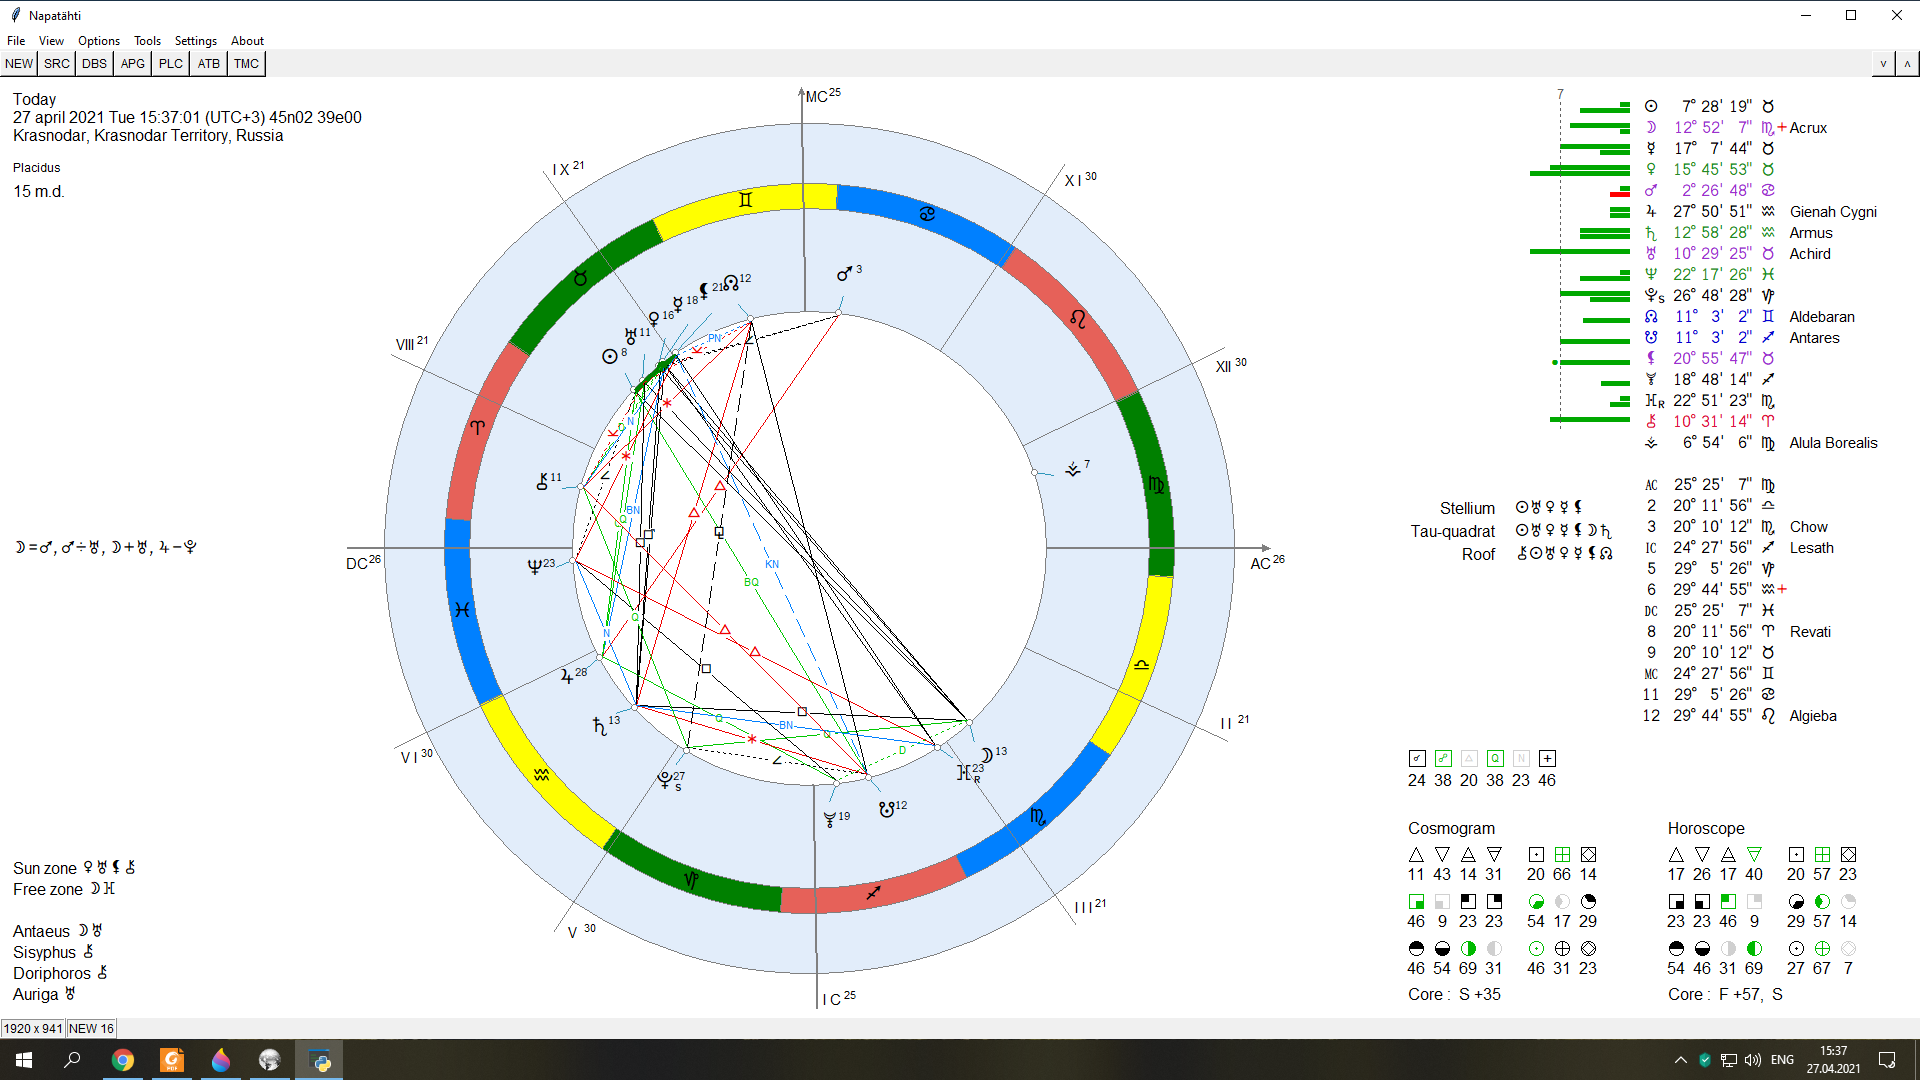 Napatähti
File View Options Tools Settings About
NEW SRC DBS APG PLC ATB TMC v ʌ
Today
27 april 2021 Tue 15:37:01 (UTC+3) 45n02 39e00
Krasnodar, Krasnodar Territory, Russia
Placidus
15 m.d.
☽=♂, ♂÷♅, ☽+♅, ♃−♆
Sun zone ♀♅⚸⚷
Free zone ☽
Antaeus ☽♅
Sisyphus ⚷
Doriphoros ⚷
Auriga ♅
MC 25
IX 21
XI 30
VIII 21
XII 30
DC 26
AC 26
VI 30
II 21
V 30
III 21
IC 25
♊
♋
♉
♌
♈
♍
♓
♎
♒
♏
♑
♐
☊ 12
♂ 3
⚸ 21
☿ 18
♀ 16
♅ 11
☉ 8
⚷ 11
7
♆ 23
♃ 28
♄ 13
27 S
☽ 13
23 R
☋ 12
19
PN
N
Q
BN
Q
KN
BQ
Q
N
Q
BN
Q
D
7
☉ 7° 28' 19" ♉
☽ 12° 52' 7" ♏+ Acrux
☿ 17° 7' 44" ♉
♀ 15° 45' 53" ♉
♂ 2° 26' 48" ♋
♃ 27° 50' 51" ♒ Gienah Cygni
♄ 12° 58' 28" ♒ Armus
♅ 10° 29' 25" ♉ Achird
♆ 22° 17' 26" ♓
S 26° 48' 28" ♑
☊ 11° 3' 2" ♊ Aldebaran
☋ 11° 3' 2" ♐ Antares
⚸ 20° 55' 47" ♉
18° 48' 14" ♐
R 22° 51' 23" ♏
⚷ 10° 31' 14" ♈
6° 54' 6" ♍ Alula Borealis
AC 25° 25' 7" ♍
2 20° 11' 56" ♎
3 20° 10' 12" ♏ Chow
IC 24° 27' 56" ♐ Lesath
5 29° 5' 26" ♑
6 29° 44' 55" ♒+
DC 25° 25' 7" ♓
8 20° 11' 56" ♈ Revati
9 20° 10' 12" ♉
MC 24° 27' 56" ♊
11 29° 5' 26" ♋
12 29° 44' 55" ♌ Algieba
Stellium ☉♅♀☿⚸
Tau-quadrat ☉♅♀☿⚸☽♄
Roof ⚷☉♅♀☿⚸☊
☌ ☍ △ Q N +
24 38 20 38 23 46
Cosmogram
11 43 14 31 20 66 14
46 9 23 23 54 17 29
46 54 69 31 46 31 23
Core : S +35
Horoscope
17 26 17 40 20 57 23
23 23 46 9 29 57 14
54 46 31 69 27 67 7
Core : F +57, S
1920 x 941 NEW 16
ENG
15:37
27.04.2021